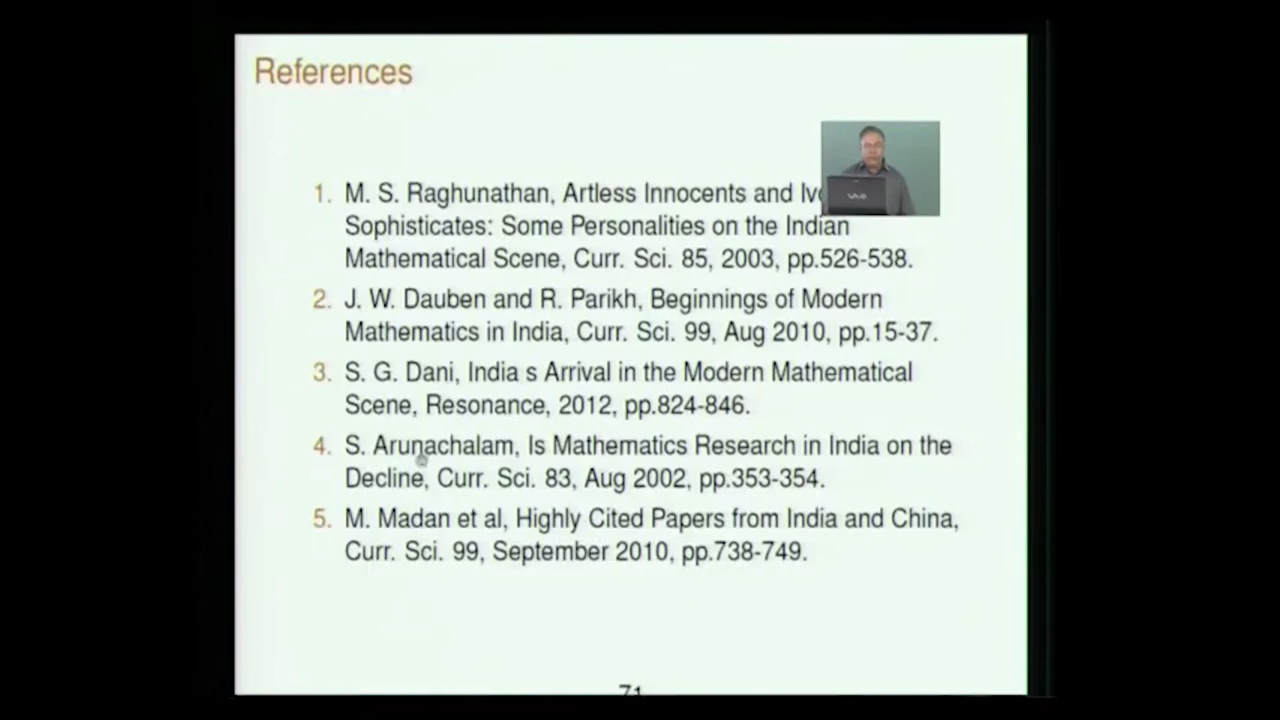 References
1. M. S. Raghunathan, Artless Innocents and
Sophisticates: Some Personalities on the Indian
Mathematical Scene, Curr. Sci. 85, 2003, pp.526-538.
2. J. W. Dauben and R. Parikh, Beginnings of Modern
Mathematics in India, Curr. Sci. 99, Aug 2010, pp.15-37.
3. S. G. Dani, India s Arrival in the Modern Mathematical
Scene, Resonance, 2012, pp.824-846.
4. S. Arunachalam, Is Mathematics Research in India on the
Decline, Curr. Sci. 83, Aug 2002, pp.353-354.
5. M. Madan et al, Highly Cited Papers from India and China,
Curr. Sci. 99, September 2010, pp.738-749.
71
VAIO